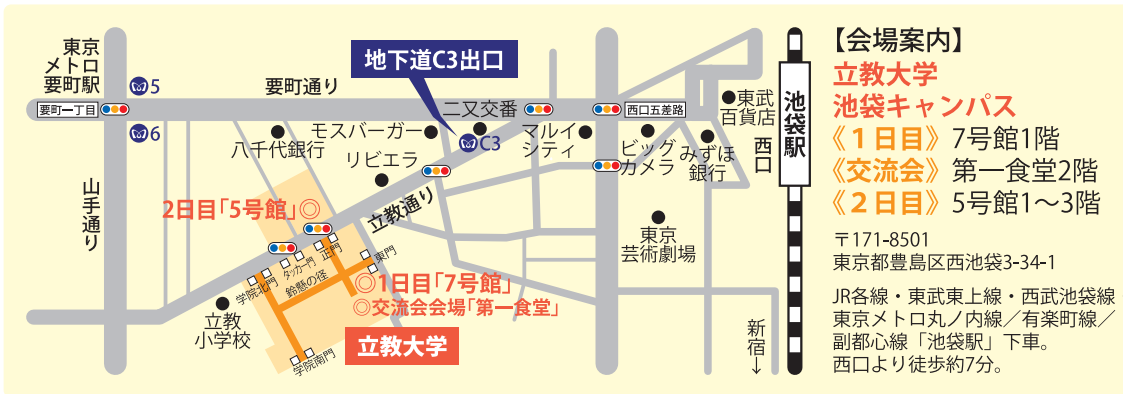 東京
メトロ
要町駅
5
6
要町一丁目
要町通り
地下道C3出口
二又交番
C3
モスバーガー
八千代銀行
リビエラ
マルイ
シティ
西口五差路
ビック
カメラ
みずほ
銀行
東武
百貨店
西口
池袋駅
山手通り
立教通り
2日目「5号館」◎
正門
タッカー門
学院北門
鈴懸の径
東門
◎1日目「7号館」
◎交流会会場「第一食堂」
立教大学
学院南門
立教
小学校
東京
芸術劇場
新宿→
【会場案内】
立教大学
池袋キャンパス
《１日目》7号館1階
《交流会》第一食堂2階
《２日目》5号館1〜3階
〒171-8501
東京都豊島区西池袋3-34-1
JR各線・東武東上線・西武池袋線
東京メトロ丸ノ内線／有楽町線／
副都心線「池袋駅」下車。
西口より徒歩約7分。